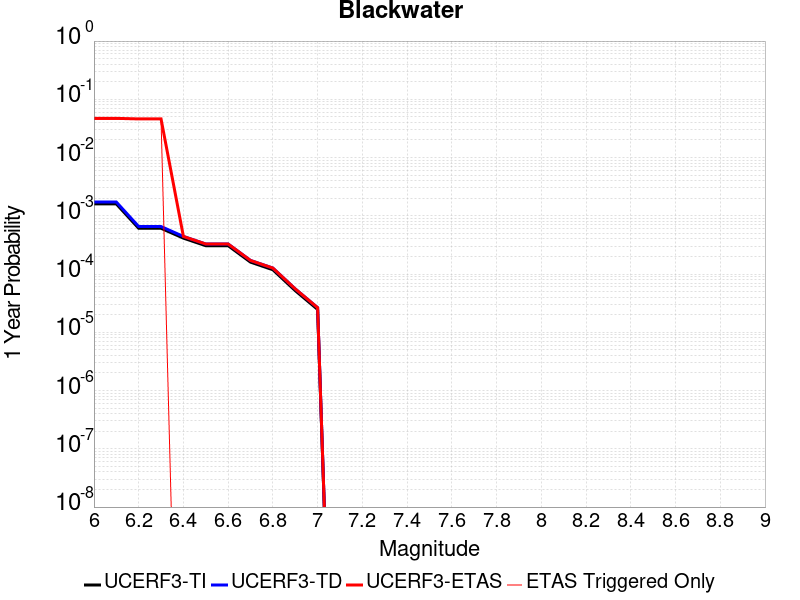 Blackwater
10^0
10^-1
10^-2
10^-3
10^-4
10^-5
10^-6
10^-7
10^-8
1 Year Probability
6 6.2 6.4 6.6 6.8 7 7.2 7.4 7.6 7.8 8 8.2 8.4 8.6 8.8 9
Magnitude
UCERF3-TI UCERF3-TD UCERF3-ETAS ETAS Triggered Only